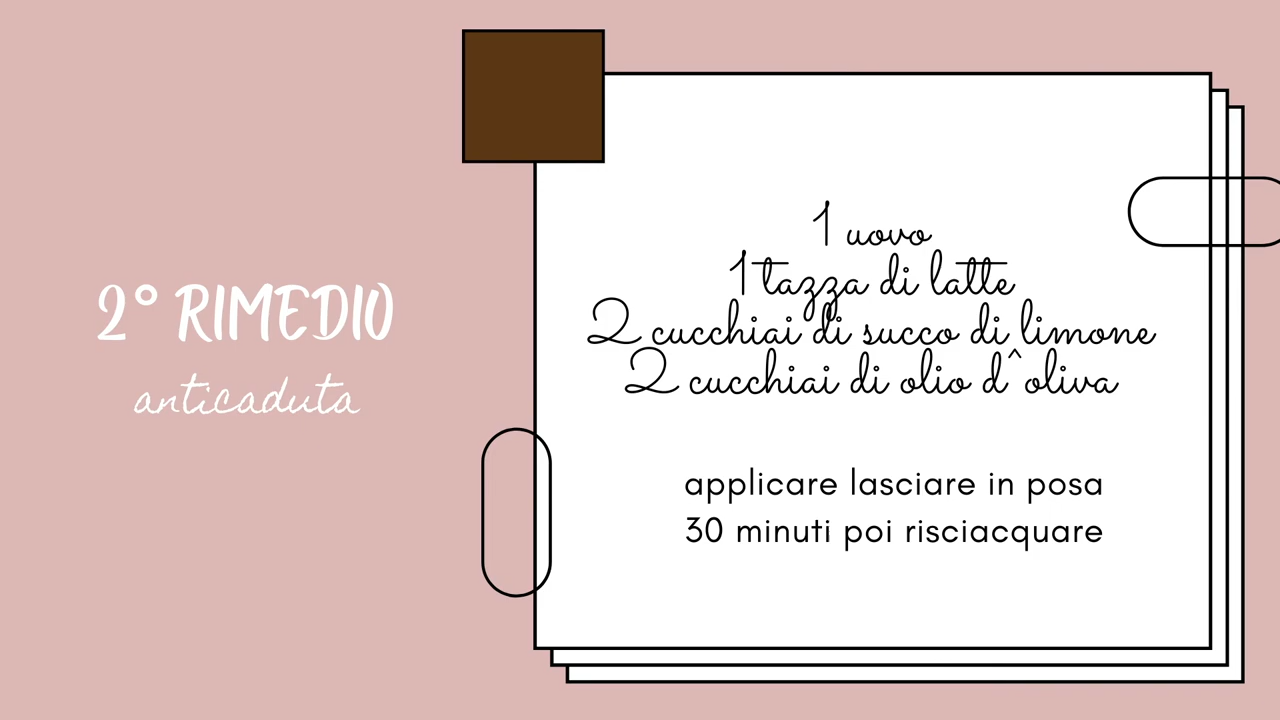 2° RIMEDIO
anticaduta
1 uovo
1 tazza di latte
2 cucchiai di succo di limone
2 cucchiai di olio d^oliva
applicare lasciare in posa
30 minuti poi risciacquare